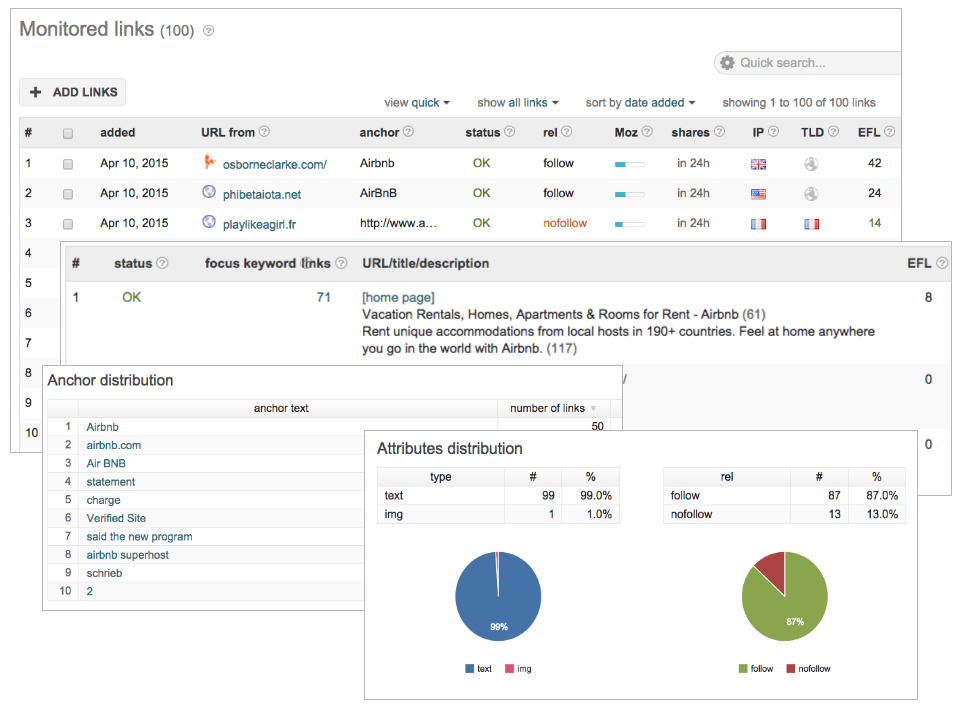 Monitored links (100) ?
Quick search...
+ ADD LINKS
view quick show all links sort by date added showing 1 to 100 of 100 links
# added URL from ? anchor ? status ? rel ? Moz ? shares ? IP ? TLD ? EFL ?
1 Apr 10, 2015 osborneclarke.com/ Airbnb OK follow in 24h 42
2 Apr 10, 2015 phibetaiota.net AirBnB OK follow in 24h 24
3 Apr 10, 2015 playlikeagirl.fr http://www.a... OK nofollow in 24h 14
4
5
6
7
8
9
10
# status ? focus keyword links ? URL/title/description EFL ?
1 OK 71 [home page] 8
Vacation Rentals, Homes, Apartments & Rooms for Rent - Airbnb (61)
Rent unique accommodations from local hosts in 190+ countries. Feel at home anywhere
you go in the world with Airbnb. (117)
/ 0
0
Anchor distribution
anchor text number of links
1 Airbnb 50
2 airbnb.com
3 Air BNB
4 statement
5 charge
6 Verified Site
7 said the new program
8 airbnb superhost
9 schrieb
10 2
Attributes distribution
type # %
text 99 99.0%
img 1 1.0%
99%
text img
rel # %
follow 87 87.0%
nofollow 13 13.0%
87%
follow nofollow